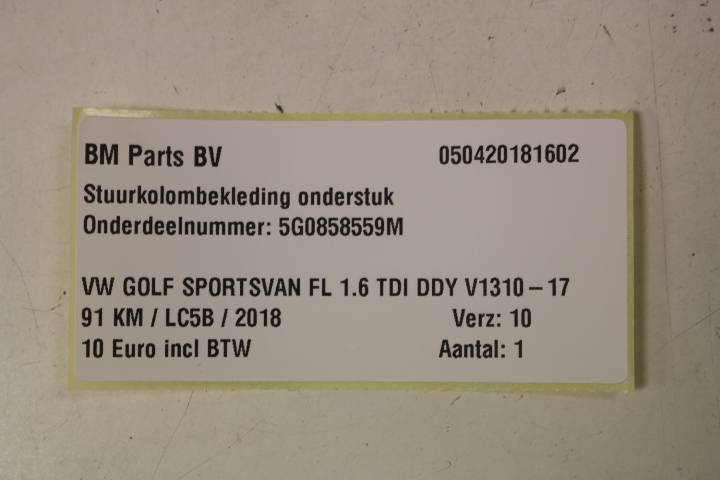 BM Parts BV 050420181602
Stuurkolombekleding onderstuk
Onderdeelnummer: 5G0858559M
VW GOLF SPORTSVAN FL 1.6 TDI DDY V1310-17
91 KM / LC5B / 2018 Verz: 10
10 Euro incl BTW Aantal: 1